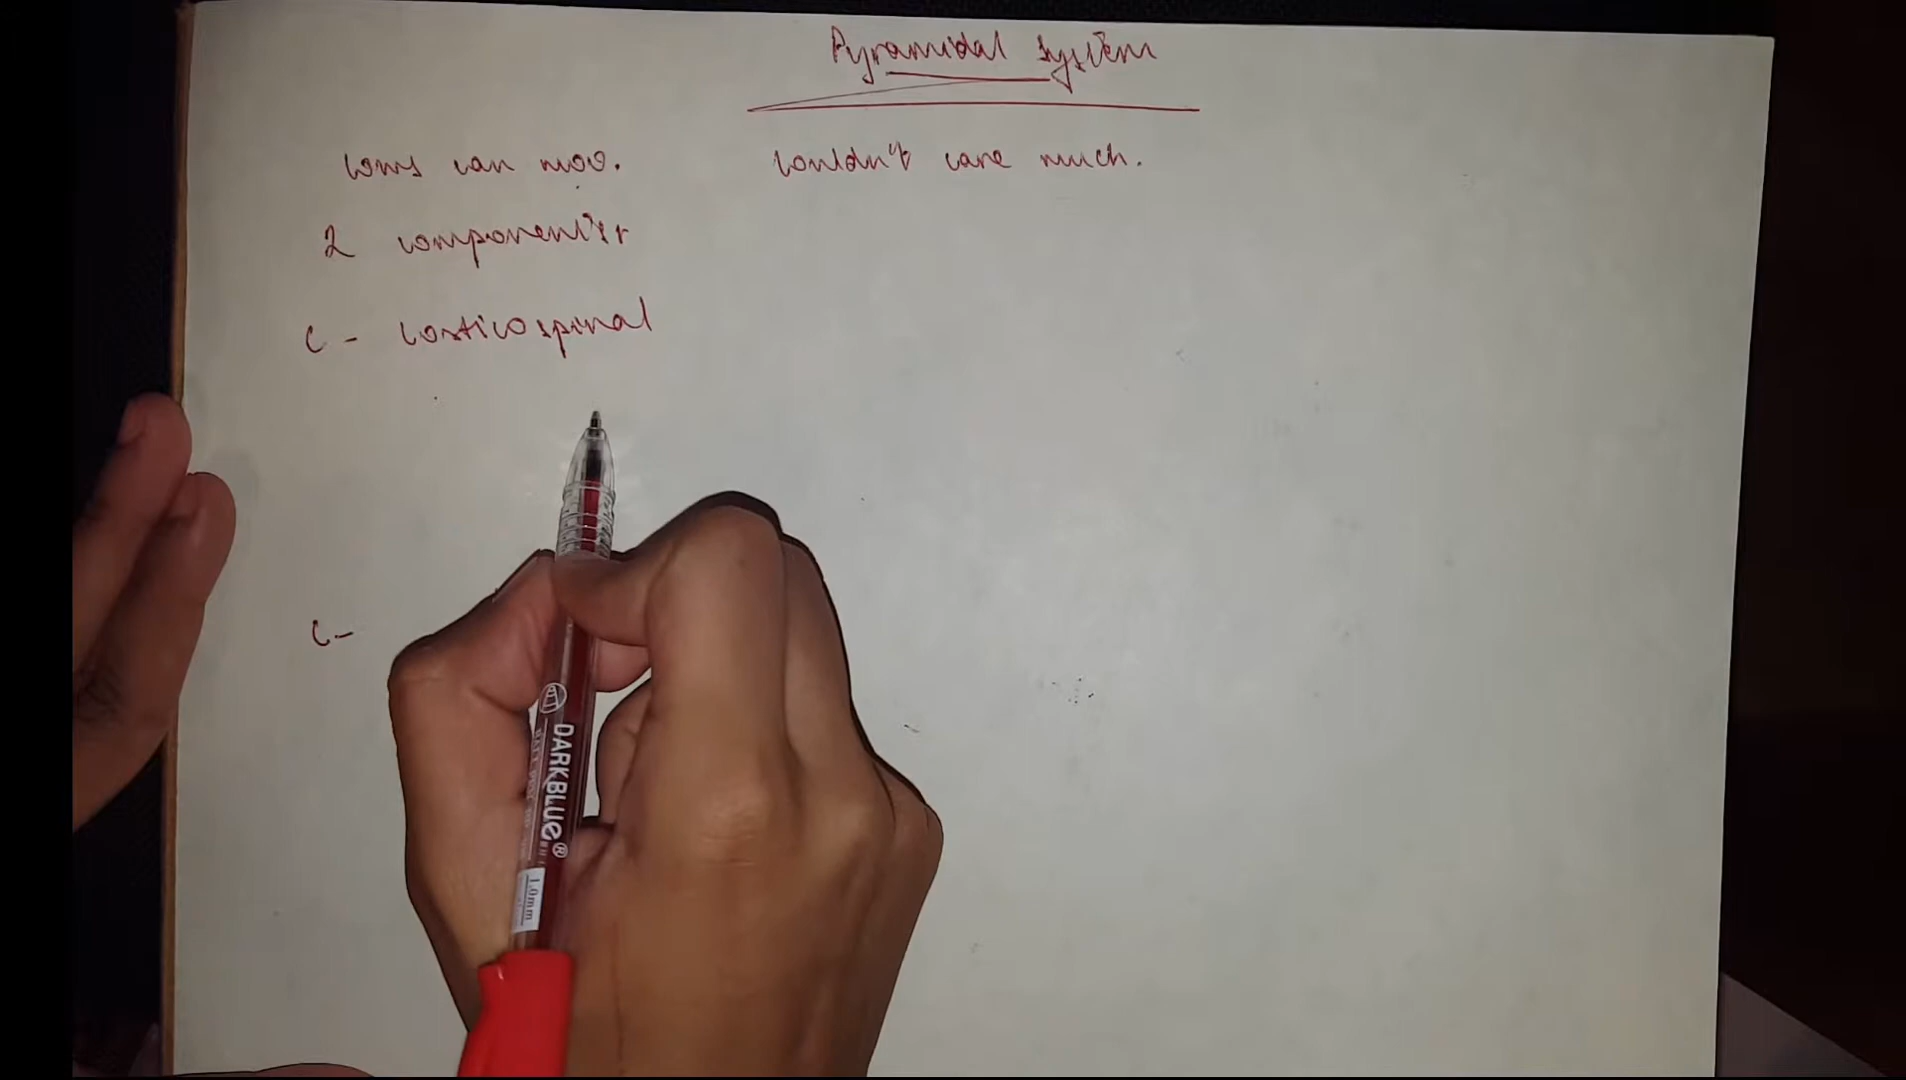 Pyramidal system
cows can moo. couldn't care much.
2 components
C - corticospinal
C -
DARKBLUe®
1.0mm